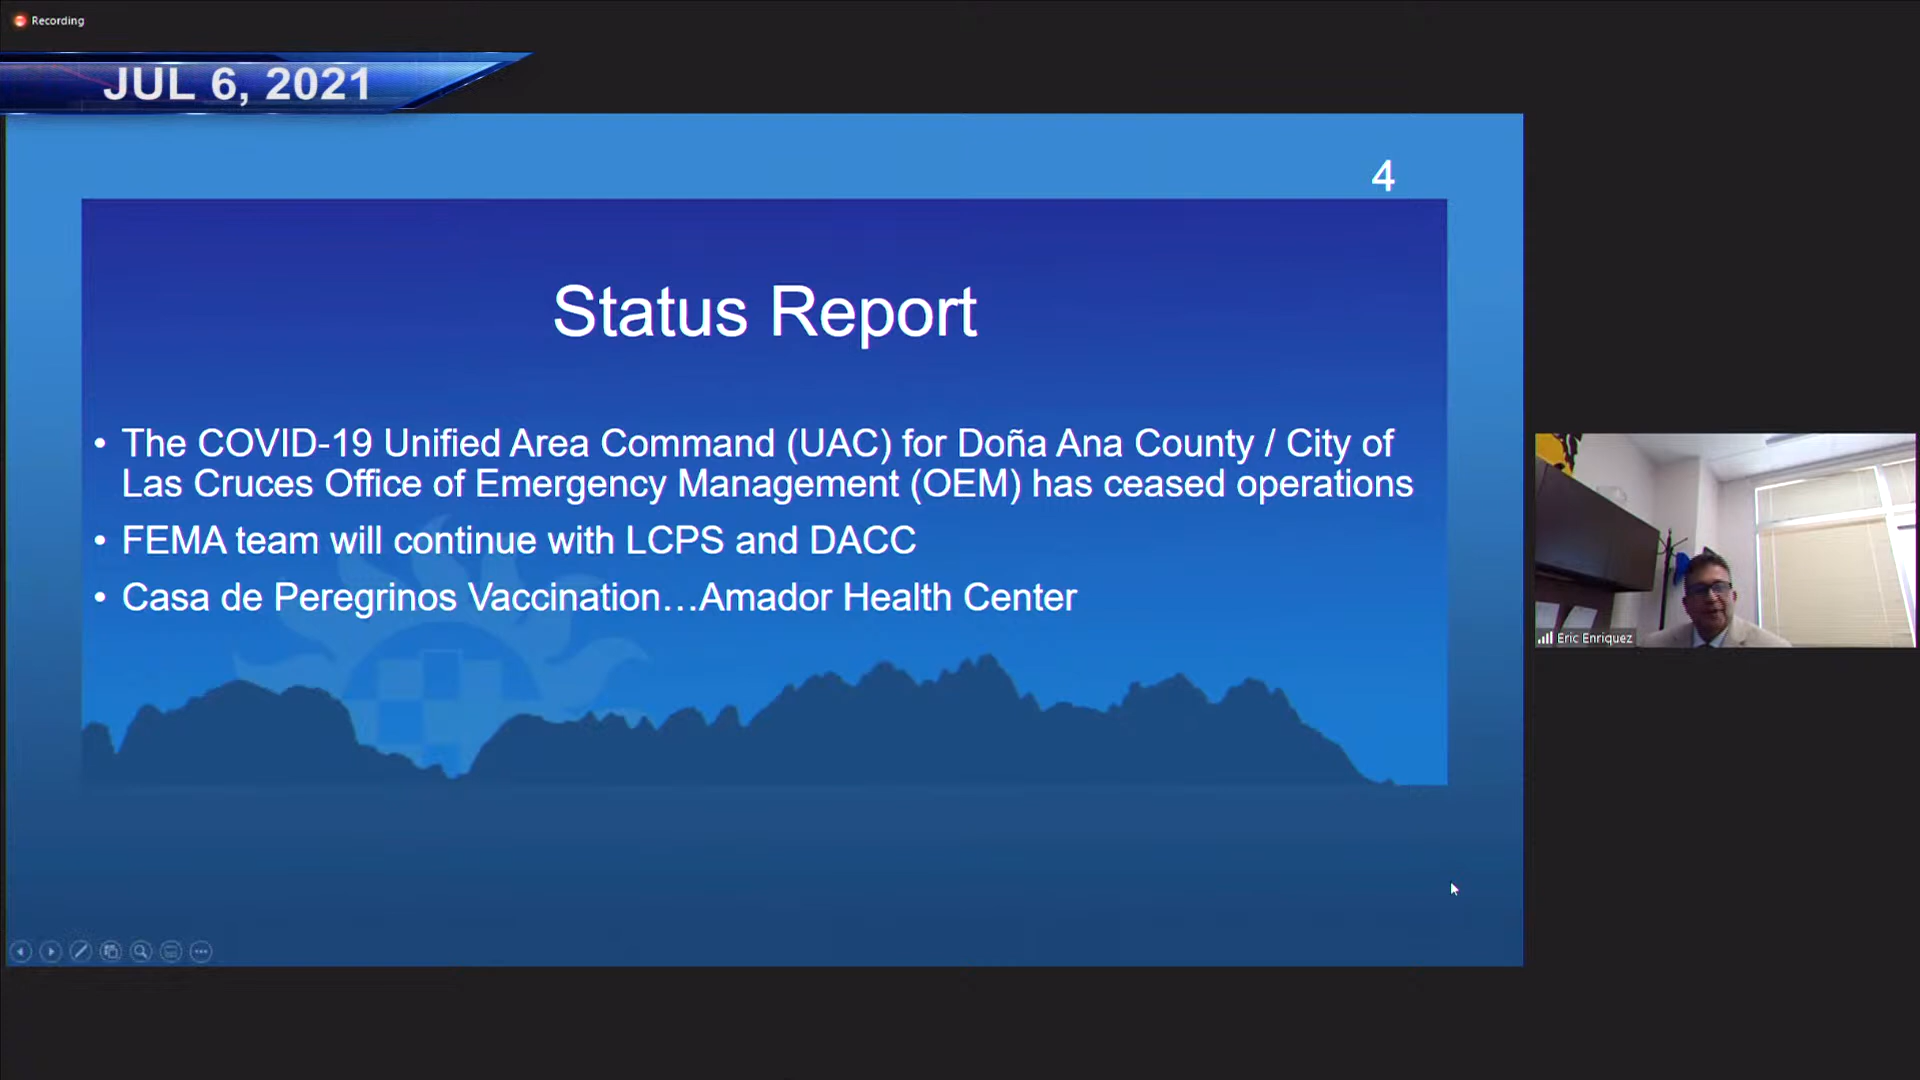 Recording
JUL 6, 2021
4
Status Report
• The COVID-19 Unified Area Command (UAC) for Doña Ana County / City of
Las Cruces Office of Emergency Management (OEM) has ceased operations
• FEMA team will continue with LCPS and DACC
• Casa de Peregrinos Vaccination…Amador Health Center
Eric Enriquez